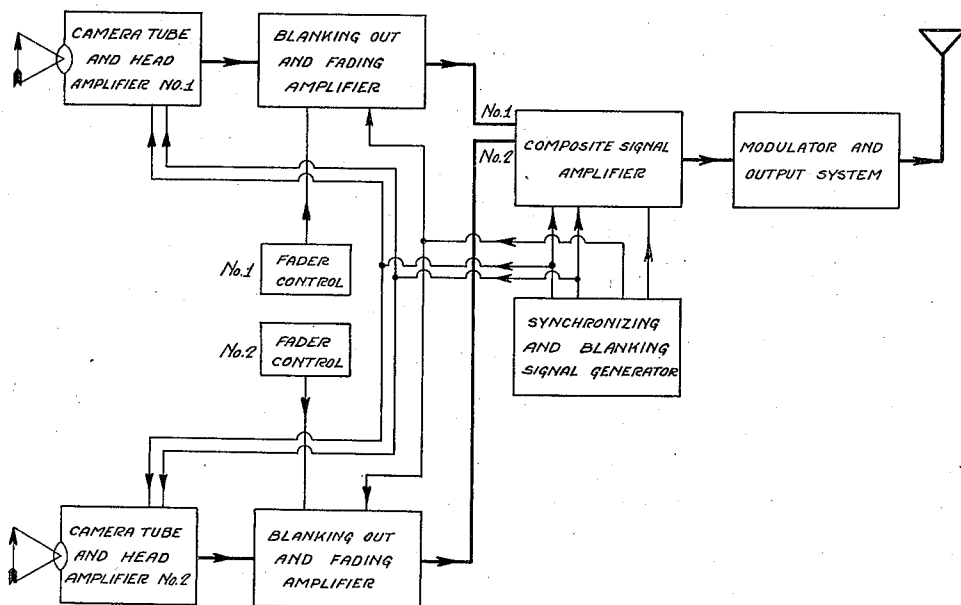 CAMERA TUBE
AND HEAD
AMPLIFIER No.1
BLANKING OUT
AND FADING
AMPLIFIER
No.1
No.2
COMPOSITE SIGNAL
AMPLIFIER
MODULATOR AND
OUTPUT SYSTEM
No.1
FADER
CONTROL
No.2
FADER
CONTROL
SYNCHRONIZING
AND BLANKING
SIGNAL GENERATOR
CAMERA TUBE
AND HEAD
AMPLIFIER No.2
BLANKING OUT
AND FADING
AMPLIFIER